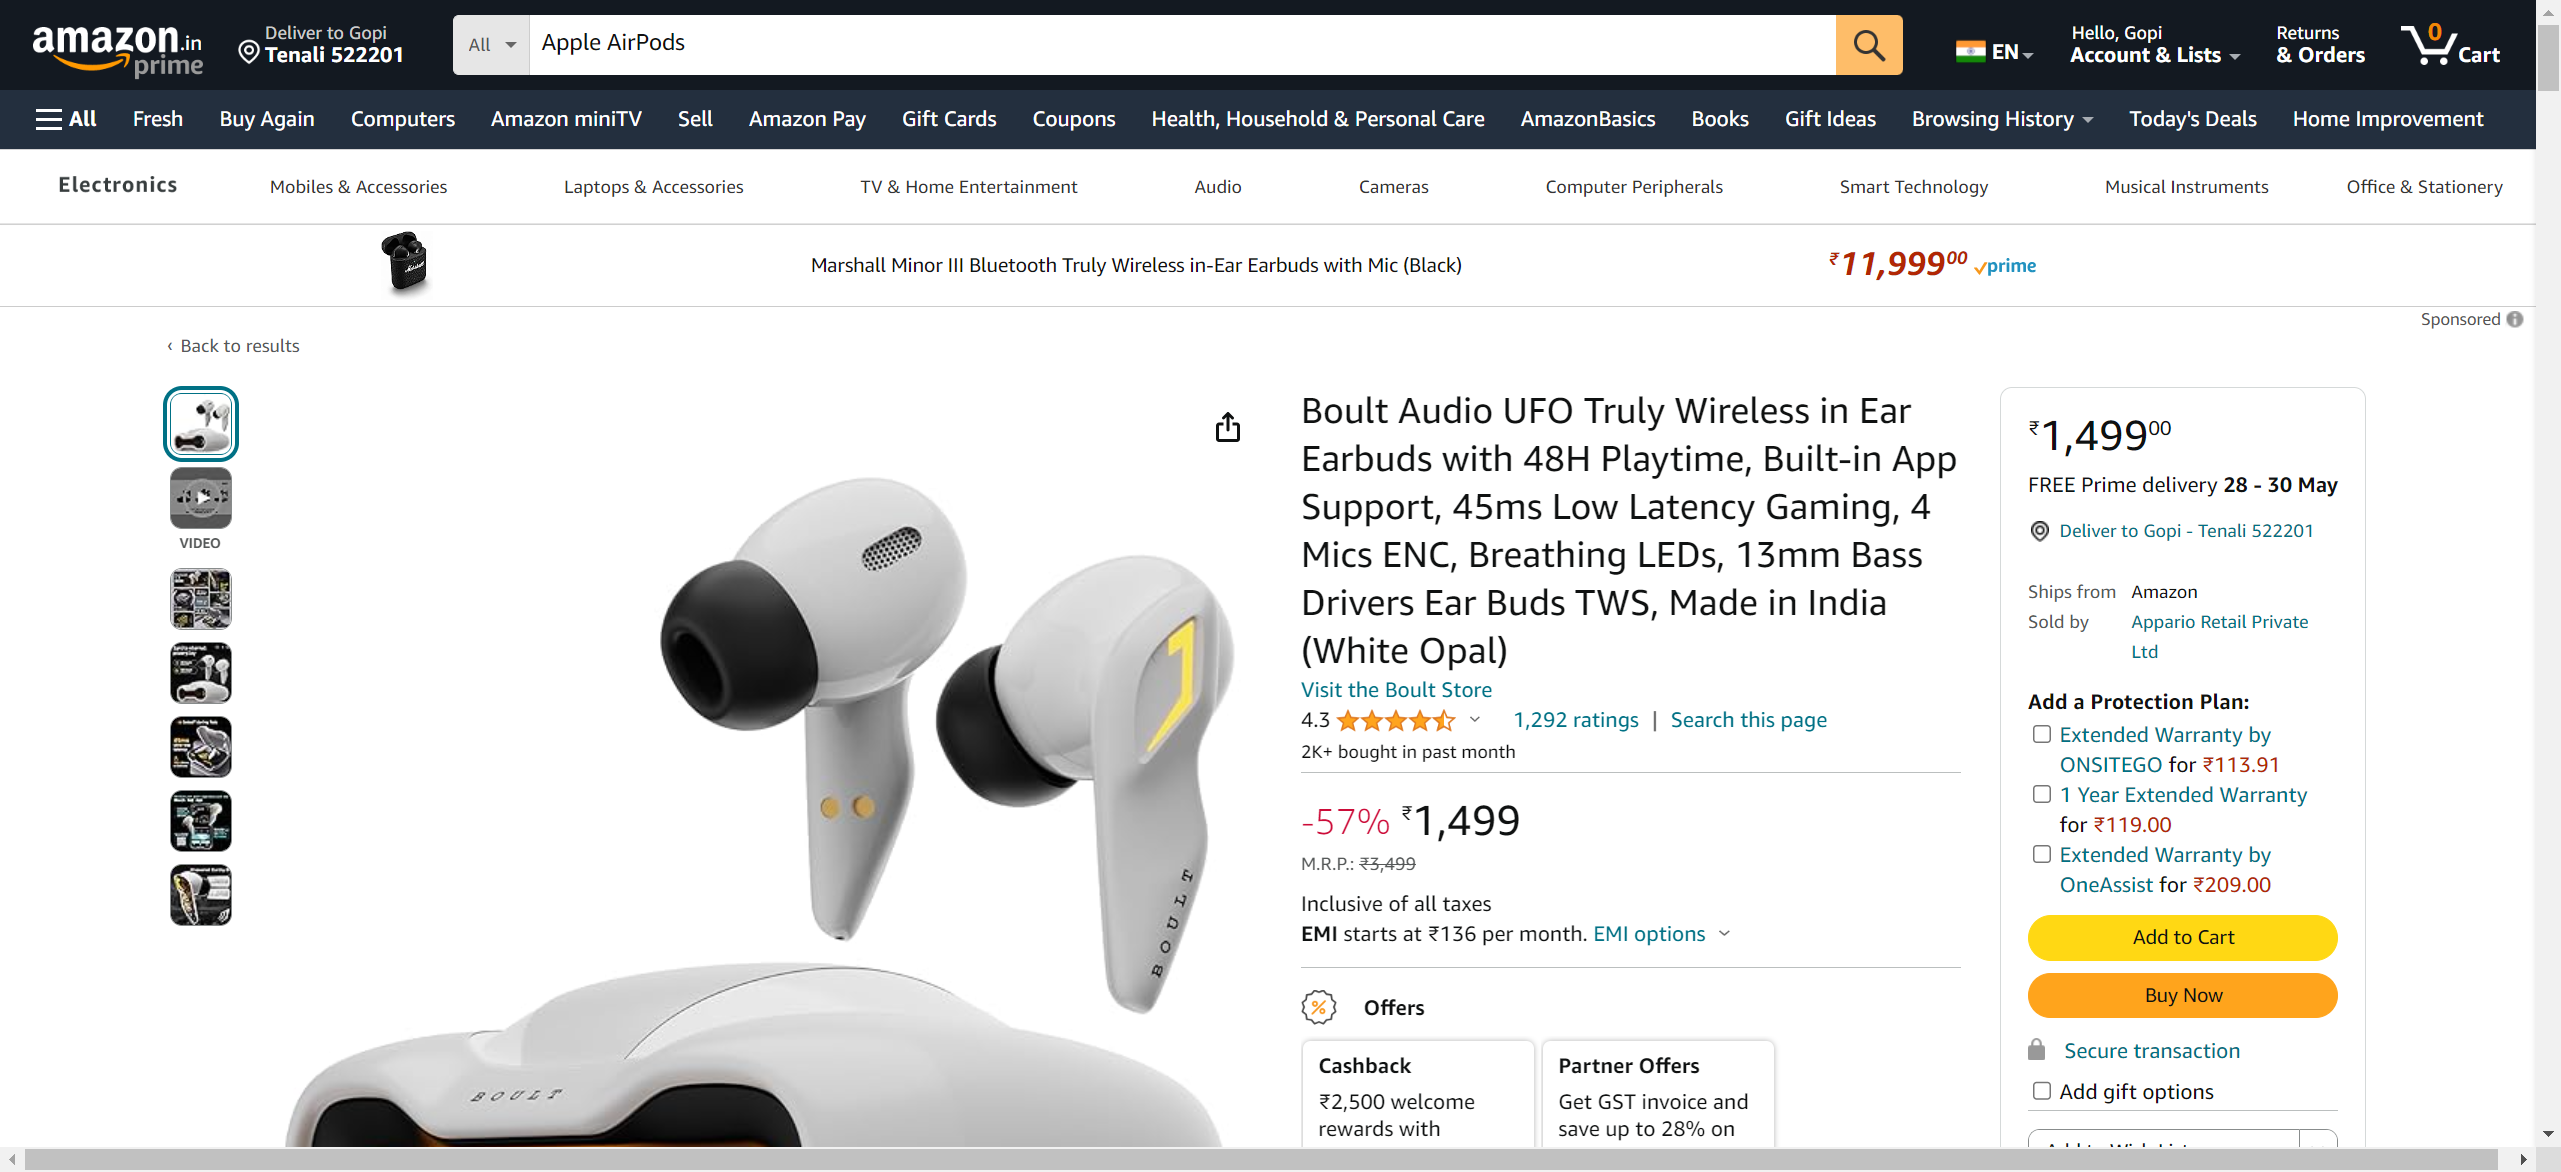 amazon.in
prime
Deliver to Gopi
Tenali 522201
All
Apple AirPods
EN
Hello, Gopi
Account & Lists
Returns
& Orders
0
Cart
All
Fresh
Buy Again
Computers
Amazon miniTV
Sell
Amazon Pay
Gift Cards
Coupons
Health, Household & Personal Care
AmazonBasics
Books
Gift Ideas
Browsing History
Today's Deals
Home Improvement
Electronics
Mobiles & Accessories
Laptops & Accessories
TV & Home Entertainment
Audio
Cameras
Computer Peripherals
Smart Technology
Musical Instruments
Office & Stationery
Marshall Minor III Bluetooth Truly Wireless in-Ear Earbuds with Mic (Black)
₹11,99900 prime
Sponsored
‹ Back to results
VIDEO
BOULT
BOULT
Boult Audio UFO Truly Wireless in Ear
Earbuds with 48H Playtime, Built-in App
Support, 45ms Low Latency Gaming, 4
Mics ENC, Breathing LEDs, 13mm Bass
Drivers Ear Buds TWS, Made in India
(White Opal)
Visit the Boult Store
4.3
1,292 ratings | Search this page
2K+ bought in past month
-57% ₹1,499
M.R.P.: ₹3,499
Inclusive of all taxes
EMI starts at ₹136 per month. EMI options
Offers
Cashback
₹2,500 welcome
rewards with
Partner Offers
Get GST invoice and
save up to 28% on
₹1,49900
FREE Prime delivery 28 - 30 May
Deliver to Gopi - Tenali 522201
Ships from Amazon
Sold by Appario Retail Private
Ltd
Add a Protection Plan:
Extended Warranty by
ONSITEGO for ₹113.91
1 Year Extended Warranty
for ₹119.00
Extended Warranty by
OneAssist for ₹209.00
Add to Cart
Buy Now
Secure transaction
Add gift options